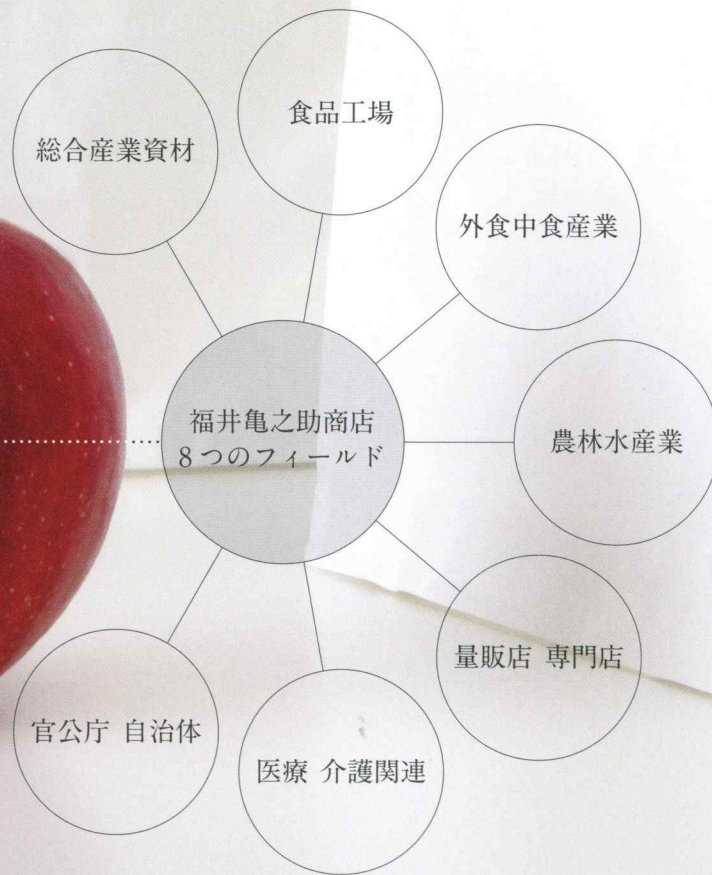 総合産業資材
食品工場
外食中食産業
福井亀之助商店
8つのフィールド
農林水産業
量販店 専門店
官公庁 自治体
医療 介護関連